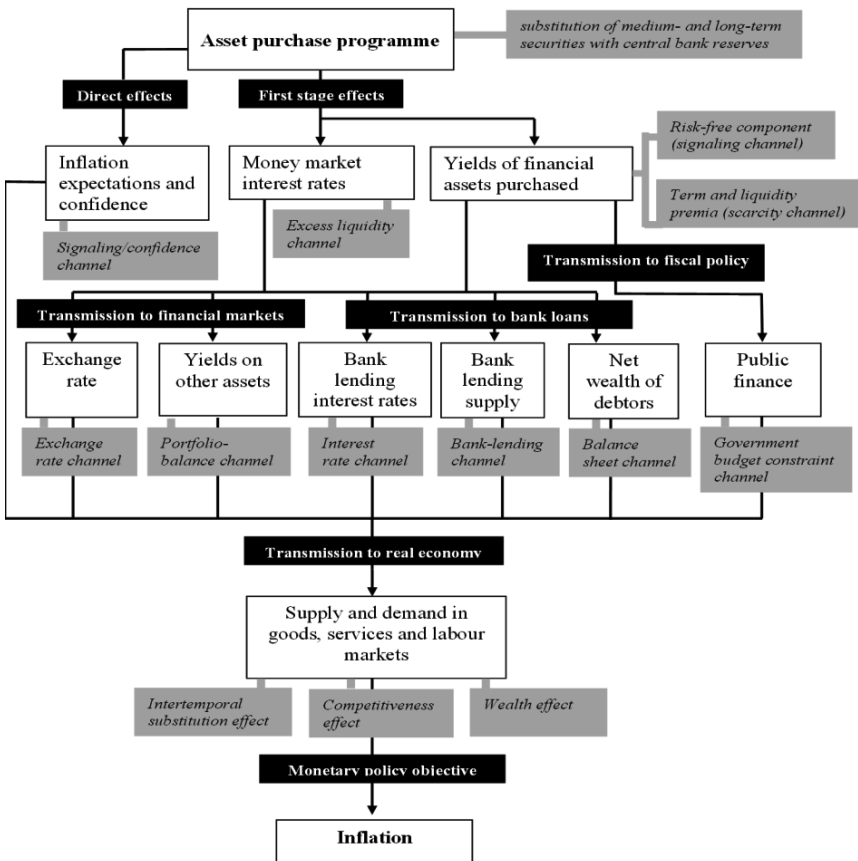 Asset purchase programme
substitution of medium- and long-term
securities with central bank reserves
Direct effects
First stage effects
Inflation
expectations and
confidence
Money market
interest rates
Yields of financial
assets purchased
Risk-free component
(signaling channel)
Term and liquidity
premia (scarcity channel)
Signaling/confidence
channel
Excess liquidity
channel
Transmission to fiscal policy
Transmission to financial markets
Transmission to bank loans
Exchange
rate
Yields on
other assets
Bank
lending
interest rates
Bank
lending
supply
Net
wealth of
debtors
Public
finance
Exchange
rate channel
Portfolio-
balance channel
Interest
rate channel
Bank-lending
channel
Balance
sheet channel
Government
budget constraint
channel
Transmission to real economy
Supply and demand in
goods, services and labour
markets
Intertemporal
substitution effect
Competitiveness
effect
Wealth effect
Monetary policy objective
Inflation